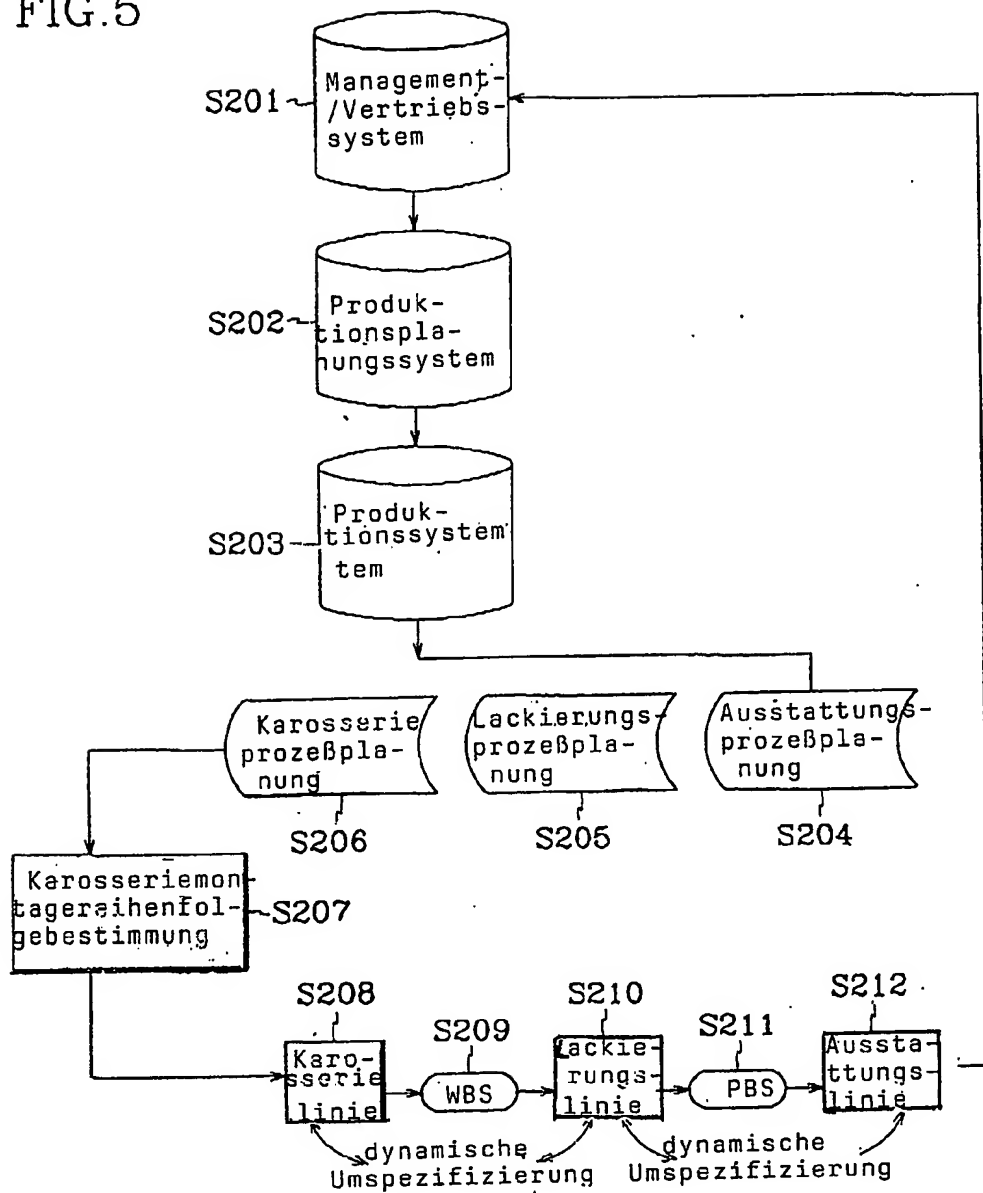 FIG.5
S201
Management-
/Vertriebs-
system
S202
Produk-
tionspla-
nungssystem
S203
Produk-
tionssystem
tem
Karosserie
prozeßpla-
nung
S206
Lackierungs-
prozeßpla-
nung
S205
Ausstattungs-
prozeßpla-
nung
S204
Karosseriemon-
tagereihenfol-
gebestimmung
S207
S208
Karo-
sserie
linie
S209
WBS
S210
Lackie-
rungs-
linie
S211
PBS
S212
Aussta-
ttungs-
linie
dynamische
Umspezifizierung
dynamische
Umspezifizierung